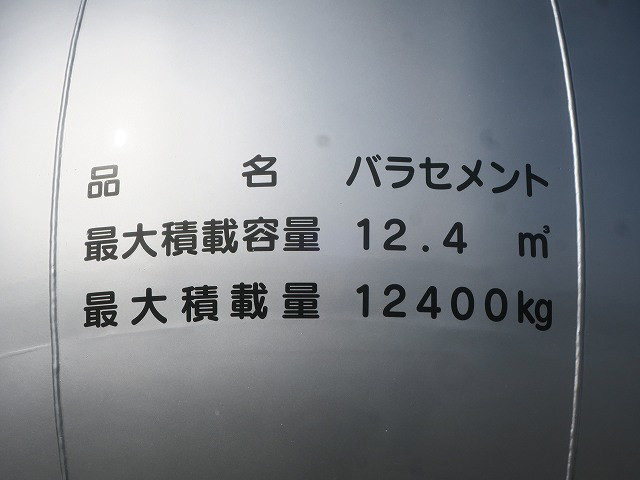 品名 バラセメント
最大積載容量 12.4 ㎥
最大積載量 12400kg